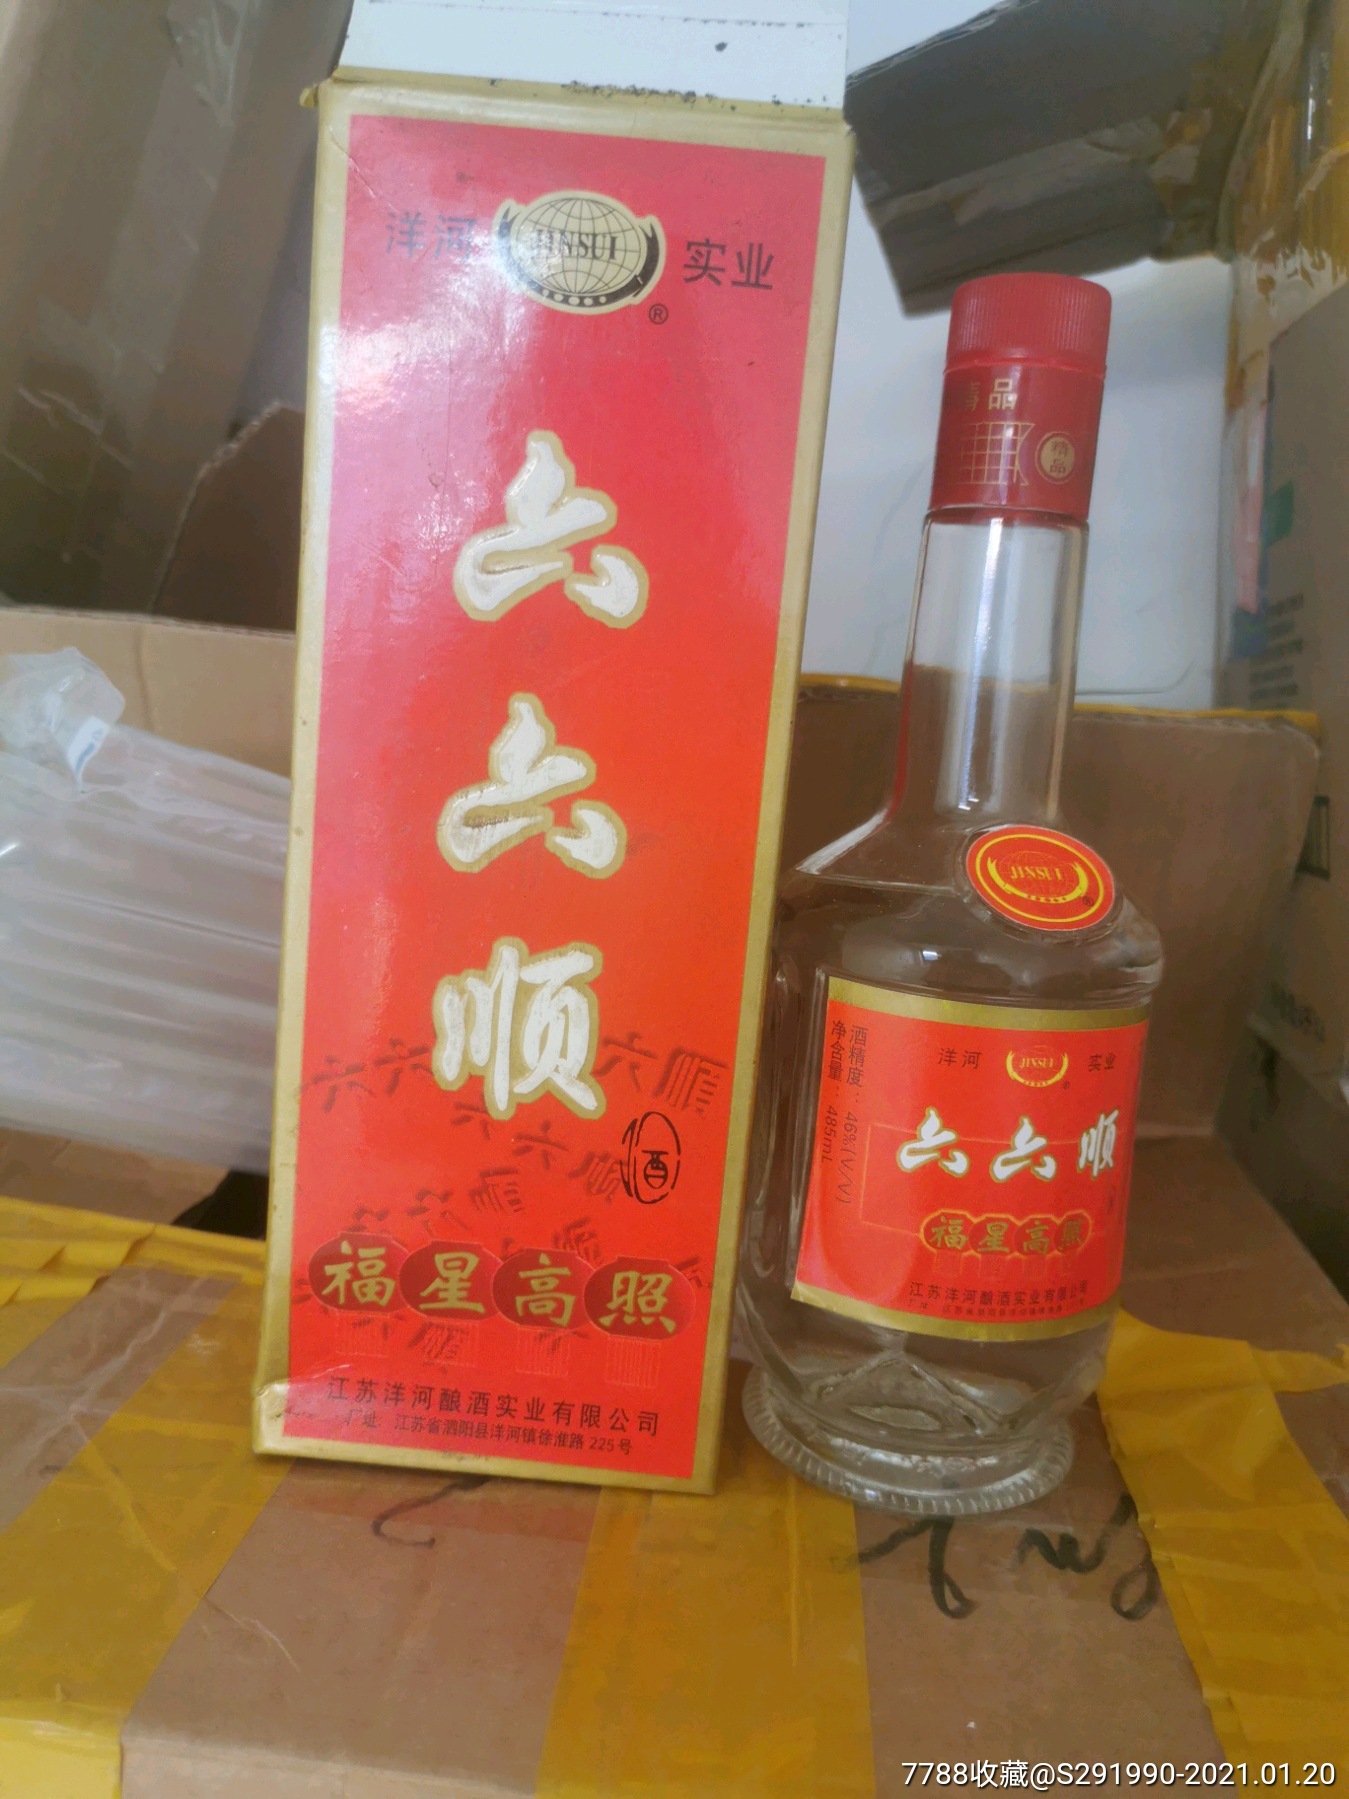 洋河 JINSUI 实业
®
六
六
顺
酒
福星高照
江苏洋河酿酒实业有限公司
厂址:江苏省泗阳县洋河镇徐淮路225号
精品
精品
JINSUI
®
酒精度:46%(V/V)
净含量:485mL
洋河 JINSUI 实业
六六顺
福星高照
江苏洋河酿酒实业有限公司
7788收藏@S291990-2021.01.20